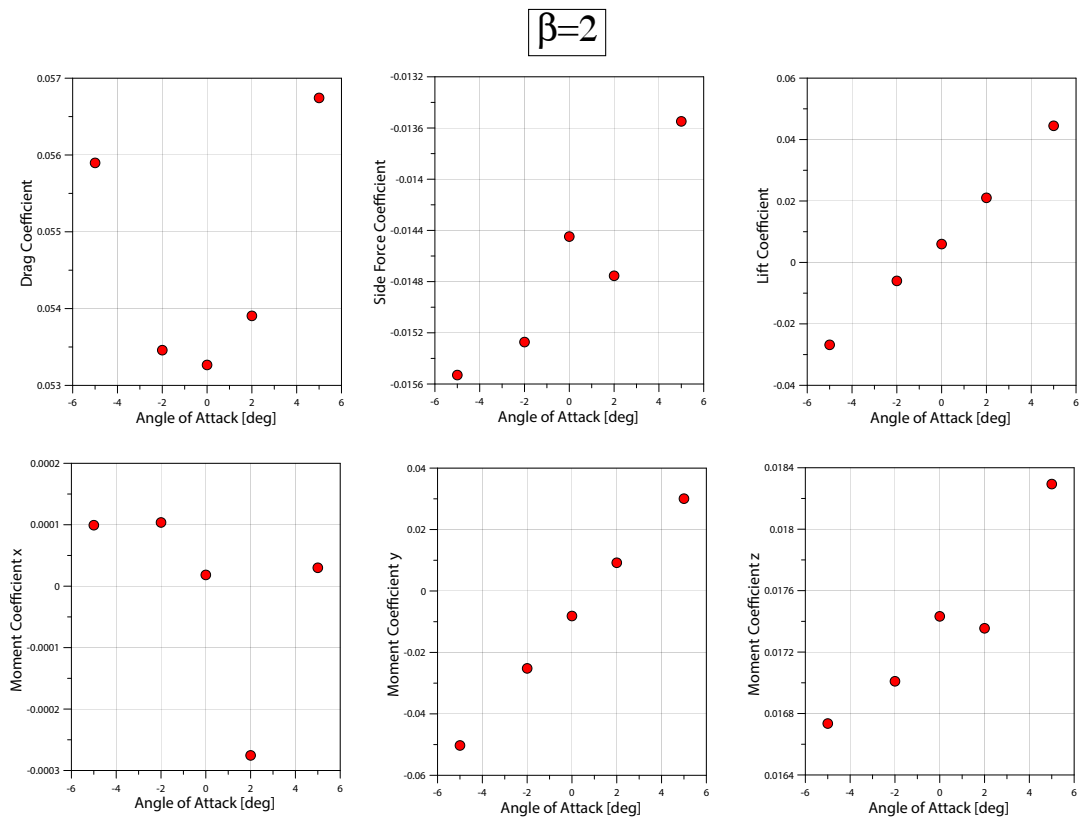 β=2
0.057
0.056
0.055
0.054
0.053
Drag Coefficient
-6 -4 -2 0 2 4 6
Angle of Attack [deg]
-0.0132
-0.0136
-0.014
-0.0144
-0.0148
-0.0152
-0.0156
Side Force Coefficient
-6 -4 -2 0 2 4 6
Angle of Attack [deg]
0.06
0.04
0.02
0
-0.02
-0.04
Lift Coefficient
-6 -4 -2 0 2 4 6
Angle of Attack [deg]
0.0002
0.0001
0
-0.0001
-0.0002
-0.0003
Moment Coefficient x
-6 -4 -2 0 2 4 6
Angle of Attack [deg]
0.04
0.02
0
-0.02
-0.04
-0.06
Moment Coefficient y
-6 -4 -2 0 2 4 6
Angle of Attack [deg]
0.0184
0.018
0.0176
0.0172
0.0168
0.0164
Moment Coefficient z
-6 -4 -2 0 2 4 6
Angle of Attack [deg]